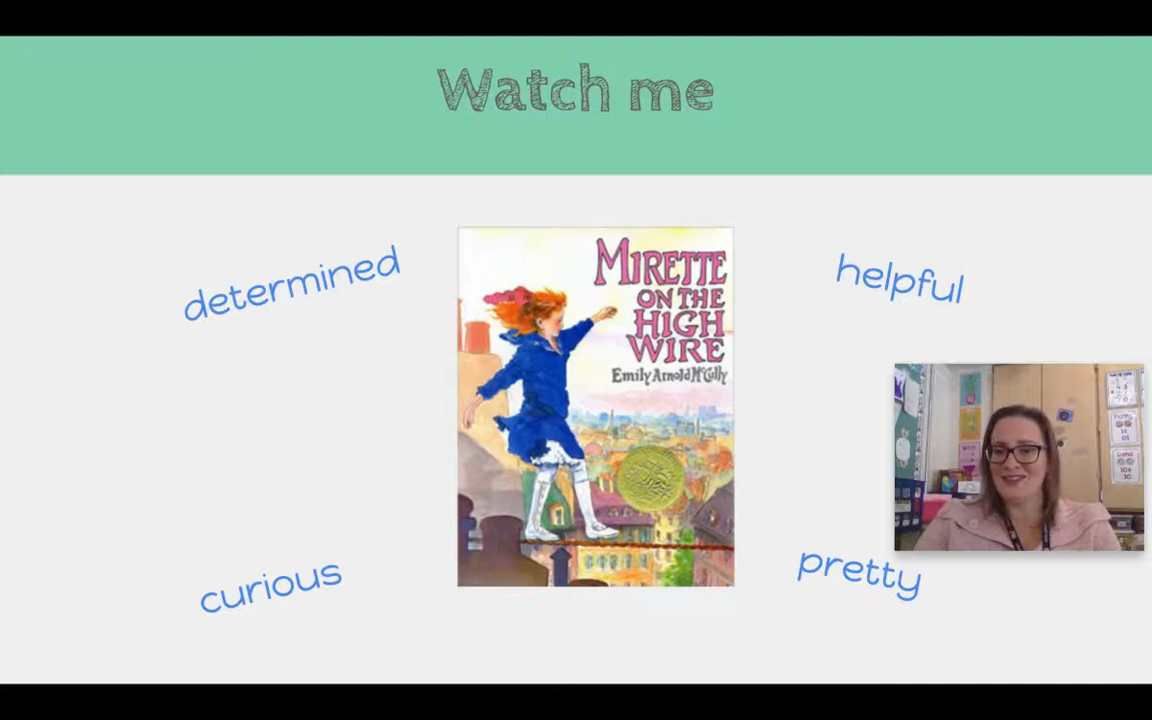 Watch me
determined
MIRETTE
ON THE
HIGH
WIRE
Emily Arnold McCully
helpful
curious
pretty